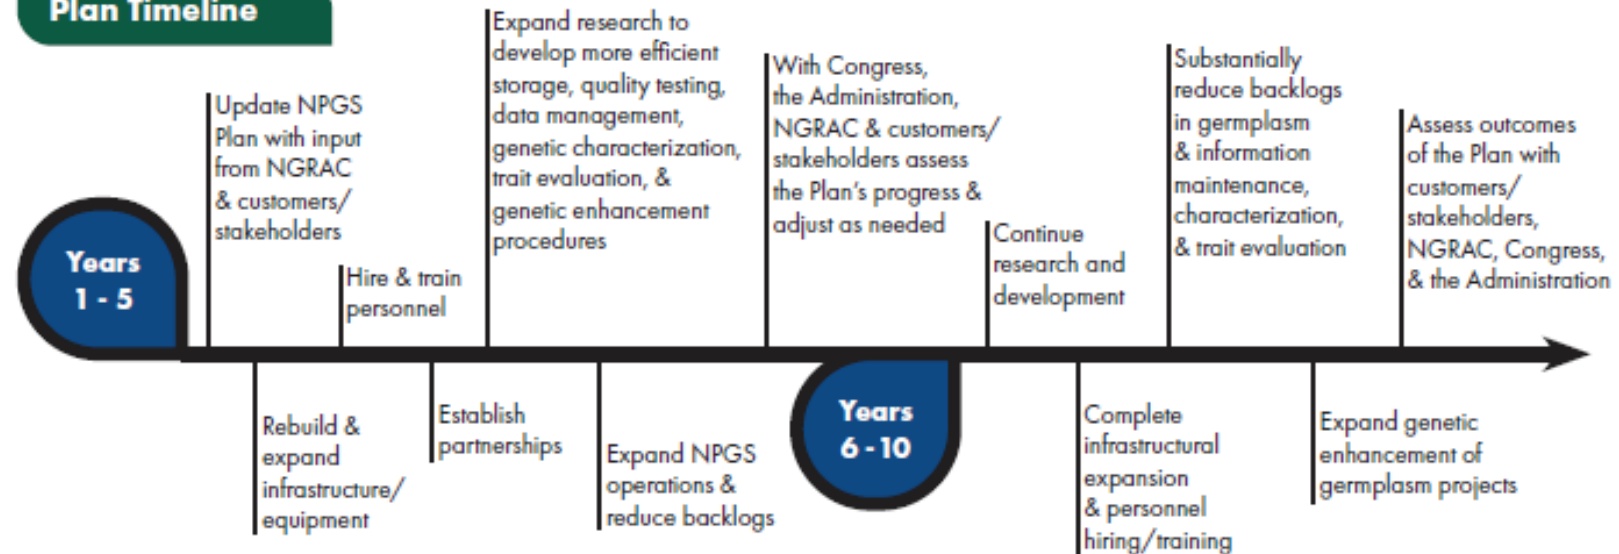 Plan Timeline
Years
1 - 5
Update NPGS
Plan with input
from NGRAC
& customers/
stakeholders
Rebuild &
expand
infrastructure/
equipment
Hire & train
personnel
Establish
partnerships
Expand research to
develop more efficient
storage, quality testing,
data management,
genetic characterization,
trait evaluation, &
genetic enhancement
procedures
Expand NPGS
operations &
reduce backlogs
With Congress,
the Administration,
NGRAC & customers/
stakeholders assess
the Plan's progress &
adjust as needed
Years
6 - 10
Continue
research and
development
Complete
infrastructural
expansion
& personnel
hiring/training
Substantially
reduce backlogs
in germplasm
& information
maintenance,
characterization,
& trait evaluation
Expand genetic
enhancement of
germplasm projects
Assess outcomes
of the Plan with
customers/
stakeholders,
NGRAC, Congress,
& the Administration